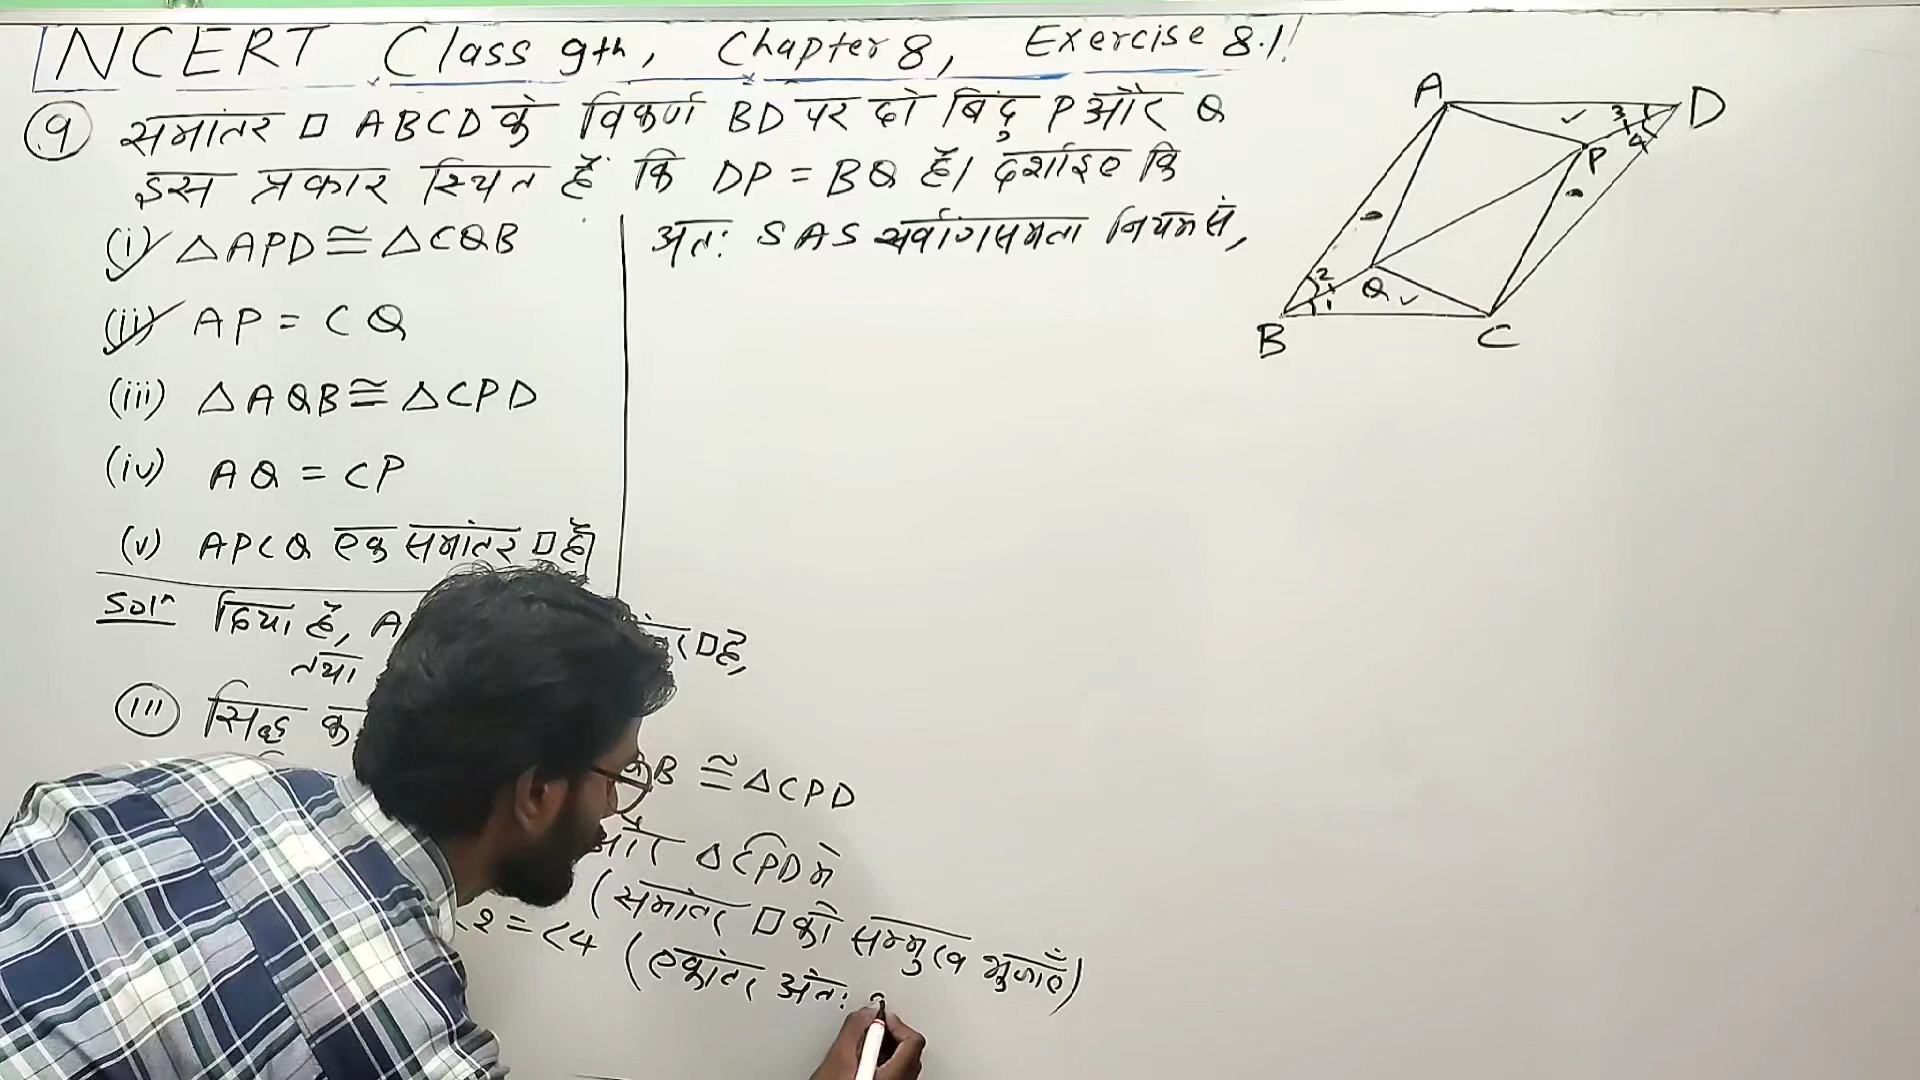 NCERT Class 9th, Chapter 8, Exercise 8.1!
9 समांतर □ ABCD के विकर्ण BD पर दो बिंदु P और Q
इस प्रकार स्थित हैं कि DP = BQ है। दर्शाइए कि
(i) △APD ≅ △CQB
(ii) AP = CQ
(iii) △AQB ≅ △CPD
(iv) AQ = CP
(v) APCQ एक समांतर □ है।
Solⁿ दिया है, A □ है,
तथा
(iii) सिद्ध
B ≅ △CPD
और △CPD में
(समांतर □ की सम्मुख भुजाएँ)
2 = <4 (एकांतर अंतः
अतः SAS सर्वांगसमता नियम से,
A
D
3
4
P
2
1
Q
B
C